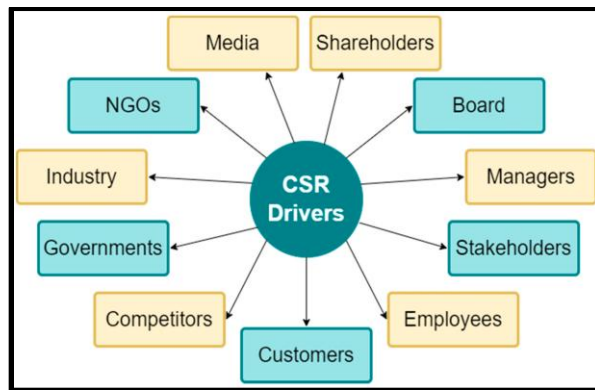 Media
Shareholders
NGOs
Board
Industry
CSR
Drivers
Managers
Governments
Stakeholders
Competitors
Employees
Customers